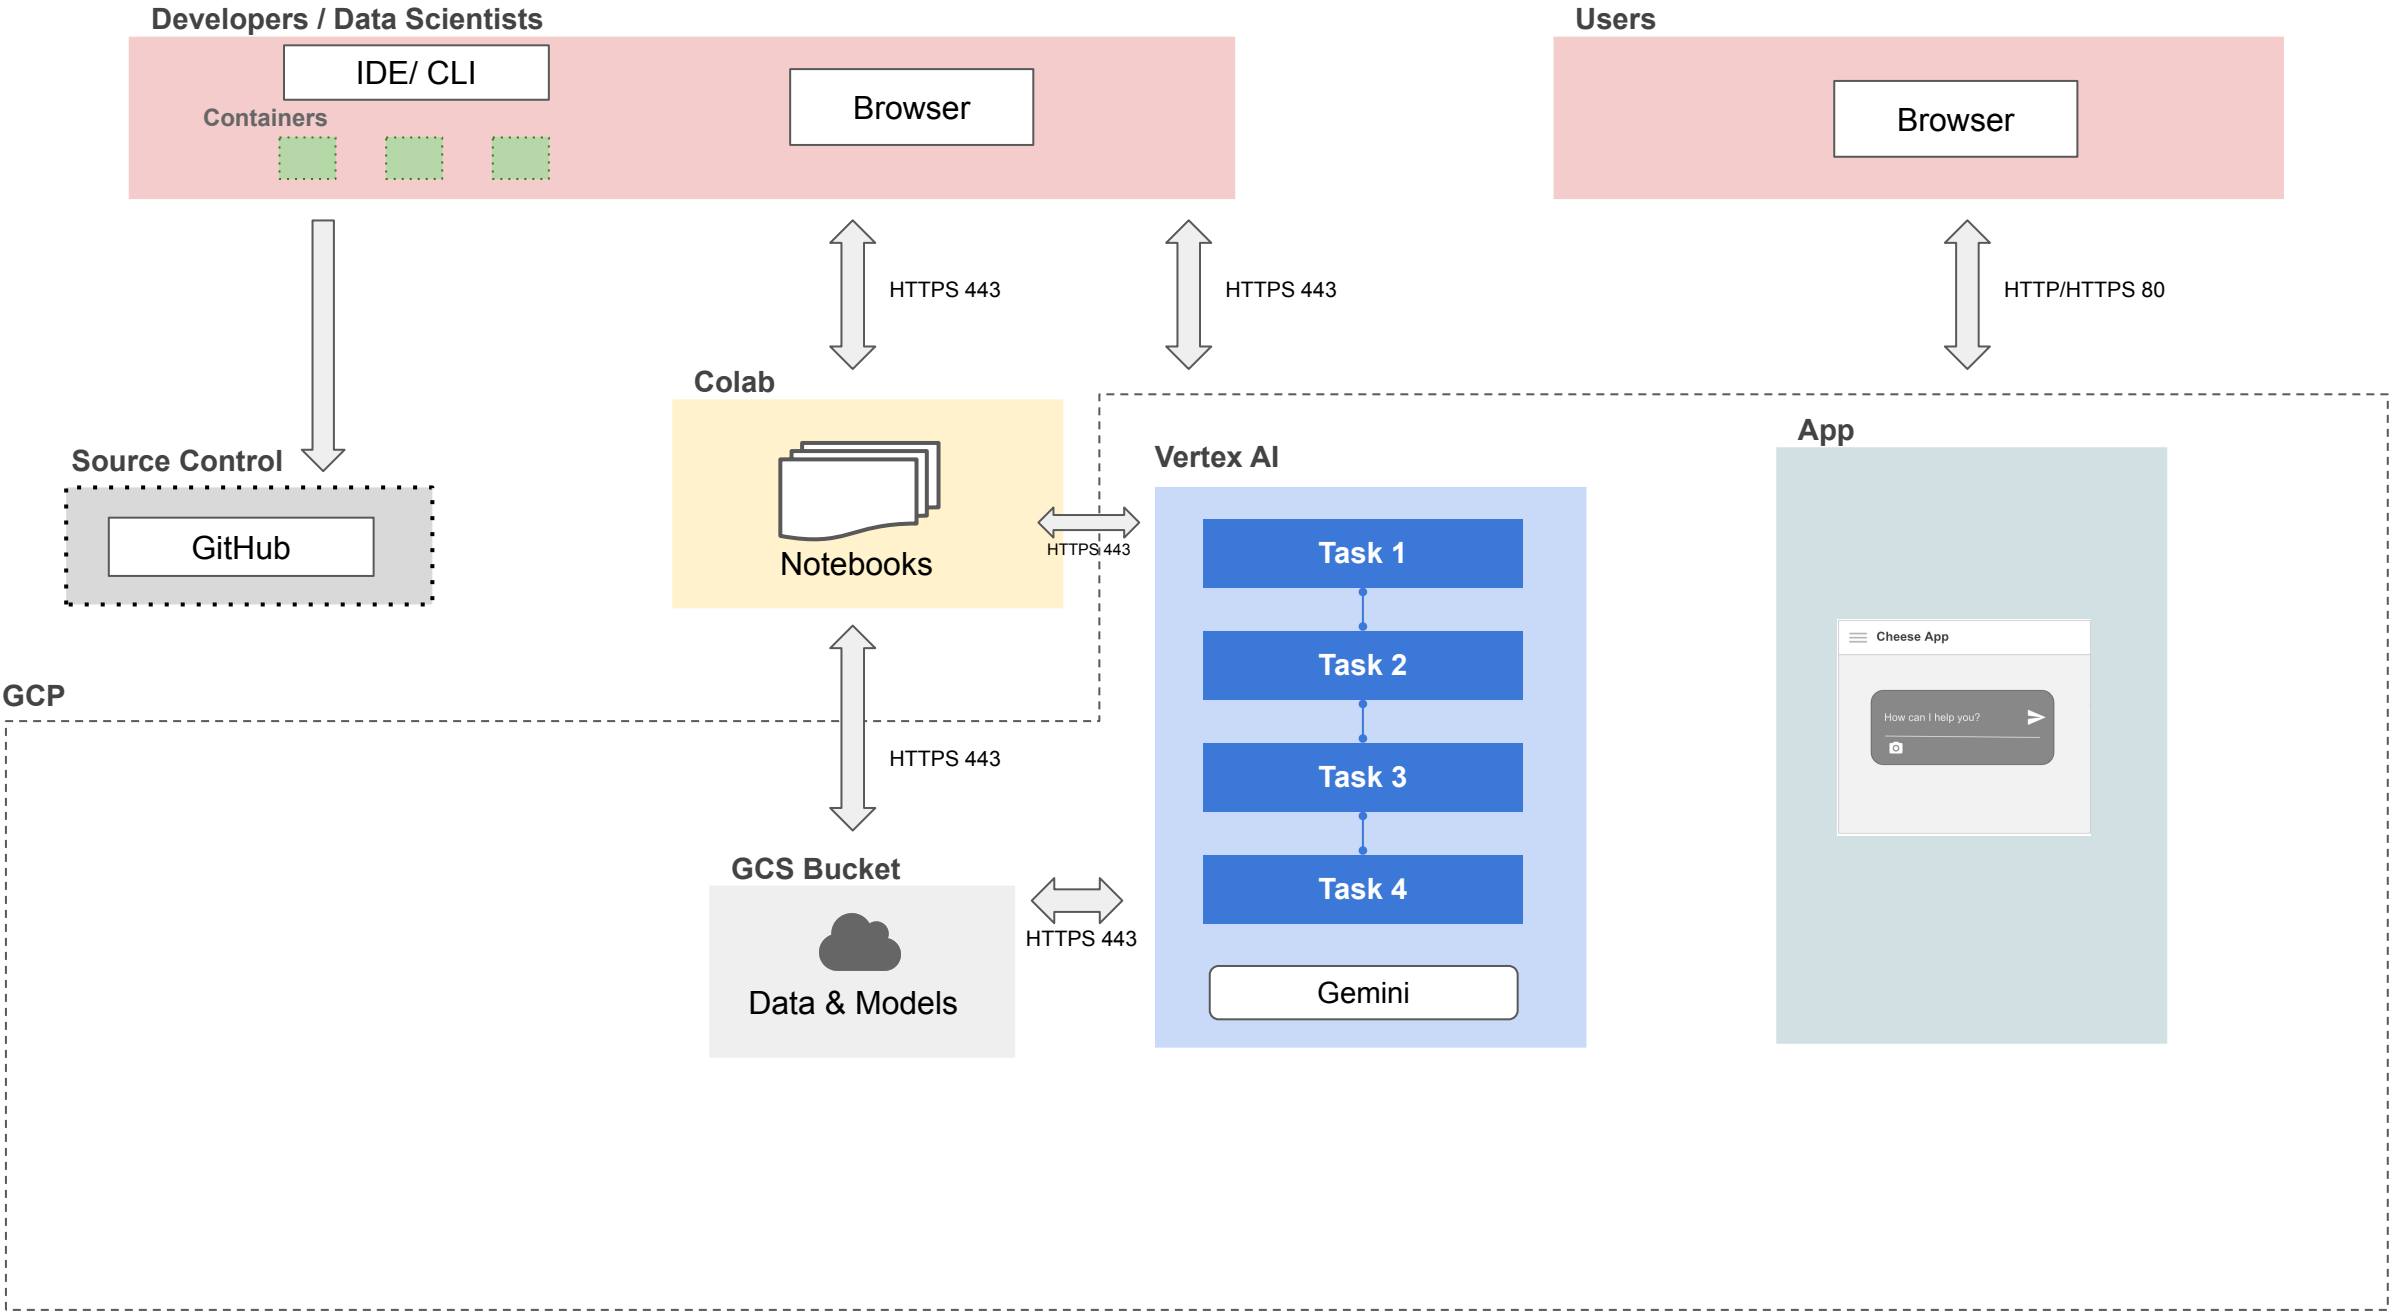 Developers / Data Scientists
Users
IDE/ CLI
Containers
Browser
Browser
HTTPS 443
HTTPS 443
HTTP/HTTPS 80
Colab
Notebooks
Source Control
GitHub
HTTPS 443
Vertex AI
Task 1
Task 2
Task 3
Task 4
Gemini
App
Cheese App
How can I help you?
GCP
HTTPS 443
GCS Bucket
Data & Models
HTTPS 443